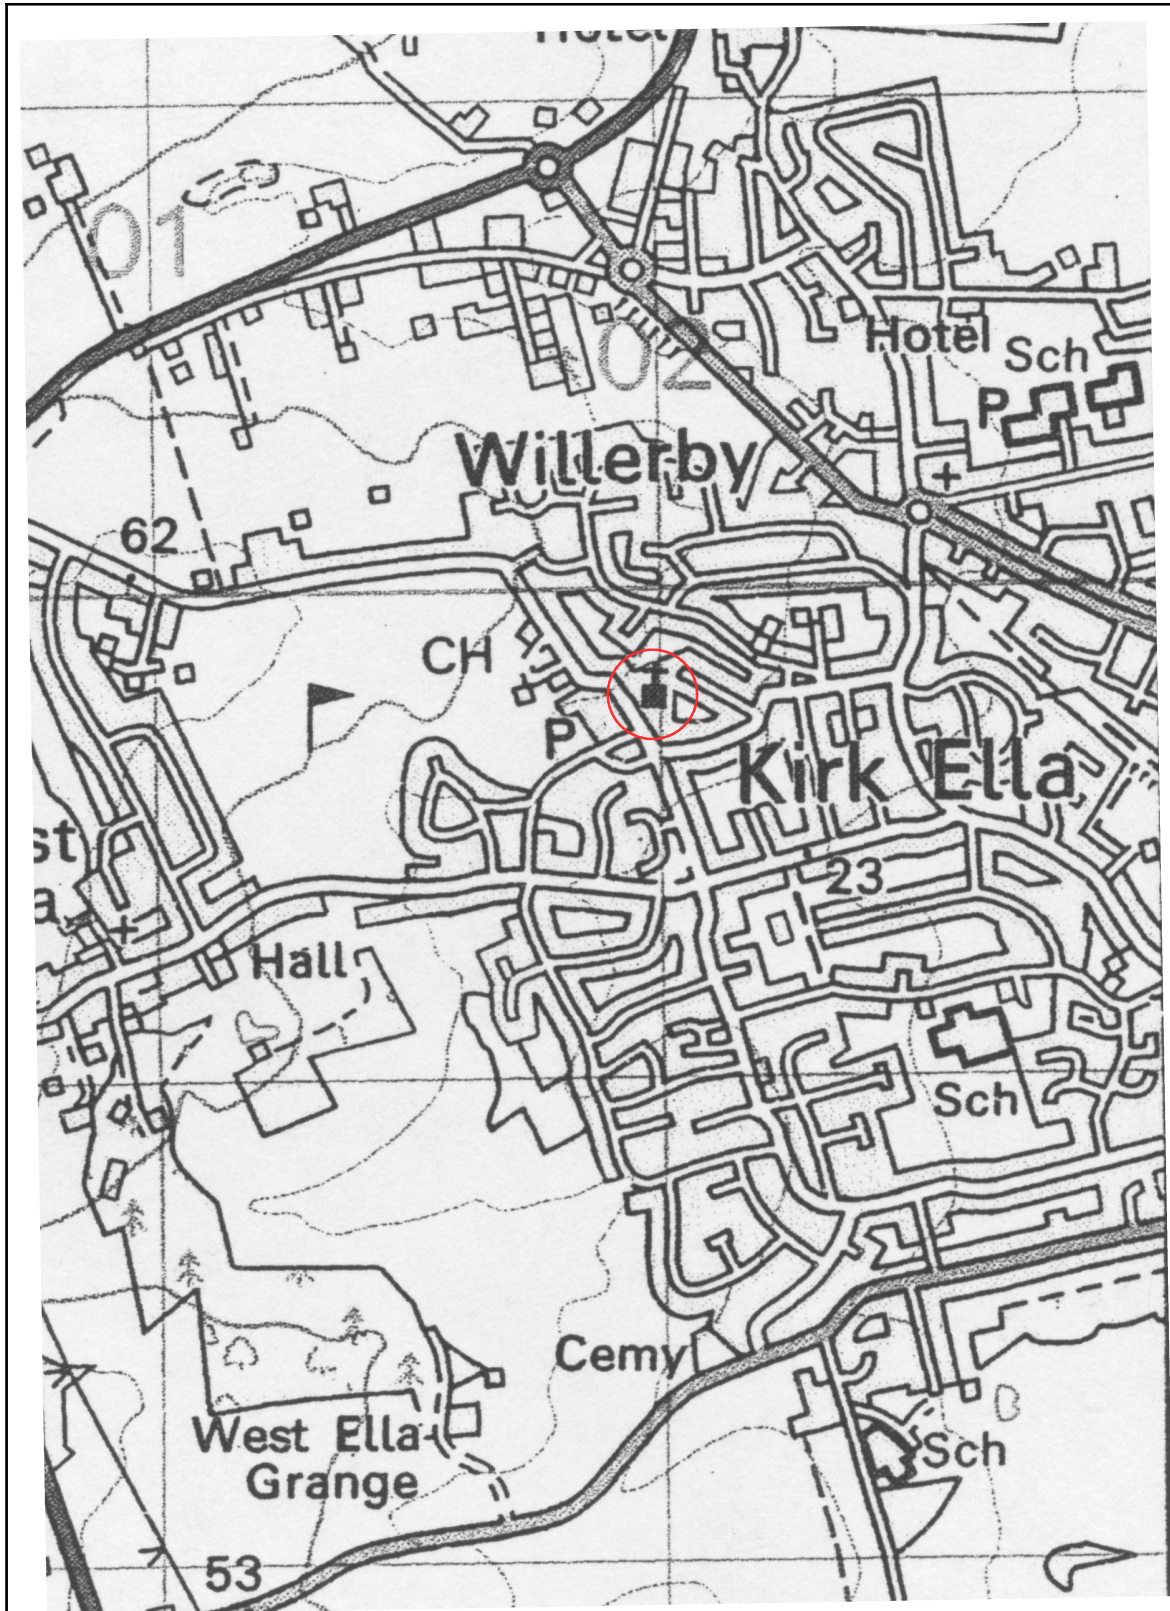 Hotel
01
02
Hotel
Sch
P
Willerby
62
CH
P
Kirk Ella
st
a
23
Hall
Sch
Cemy
West Ella
Grange
Sch
53